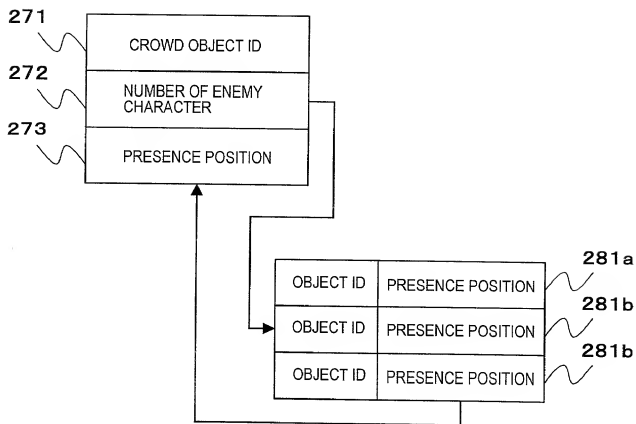 271
CROWD OBJECT ID
272
NUMBER OF ENEMY
CHARACTER
273
PRESENCE POSITION
281a
OBJECT ID PRESENCE POSITION
281b
OBJECT ID PRESENCE POSITION
281b
OBJECT ID PRESENCE POSITION